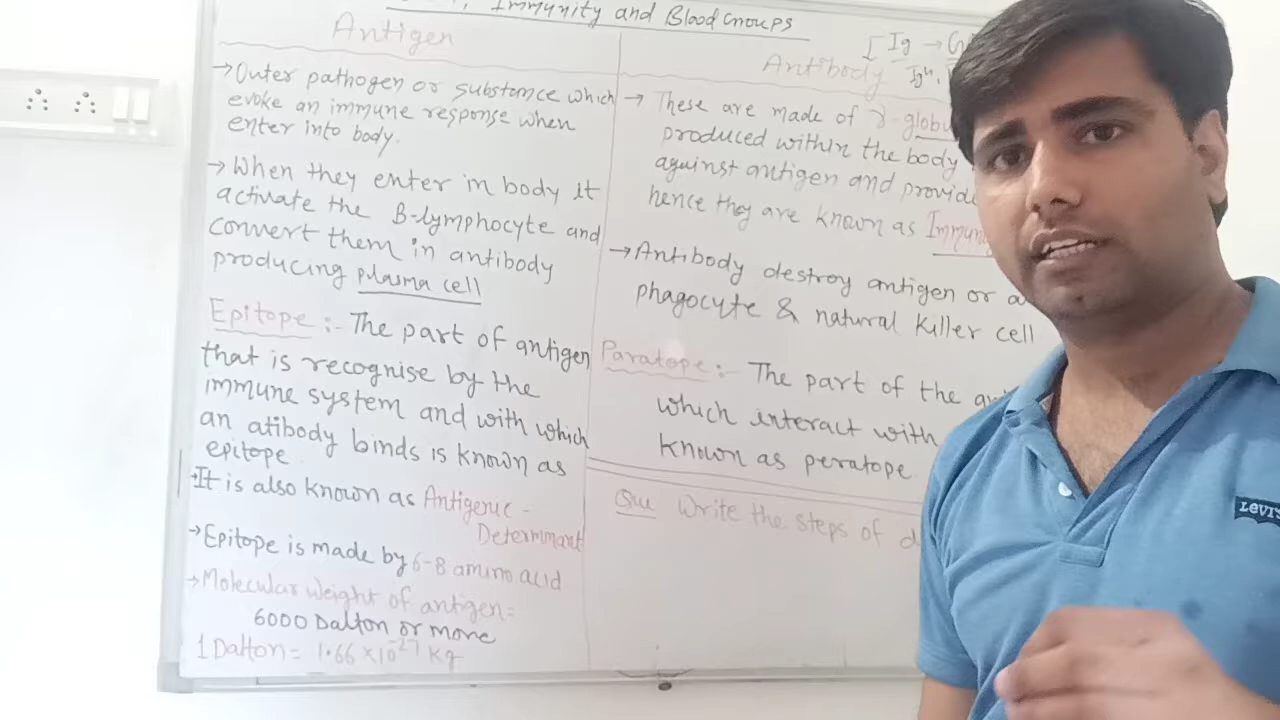 Immunity and Blood Groups
Antigen
→Outer pathogen or substance which
evoke an immune response when
enter into body.
→When they enter in body it
activate the B-lymphocyte and
convert them in antibody
producing plasma cell
Epitope :- The part of antigen
that is recognise by the
immune system and with which
an atibody binds is known as
epitope
It is also known as Antigenic -
Determinant
→Epitope is made by 6-8 amino acid
→Molecular weight of antigen=
6000 Dalton or more
1 Dalton = 1.66 x 10⁻²⁷ kg
[ Ig →
Antibody
→ These are made of γ-globu
produced within the body
against antigen and provid
hence they are known as Immun
→Antibody destroy antigen or
phagocyte & natural killer cell
Paratope :- The part of the
which interact with
known as peratope.
Que Write the steps of
LEVI'S